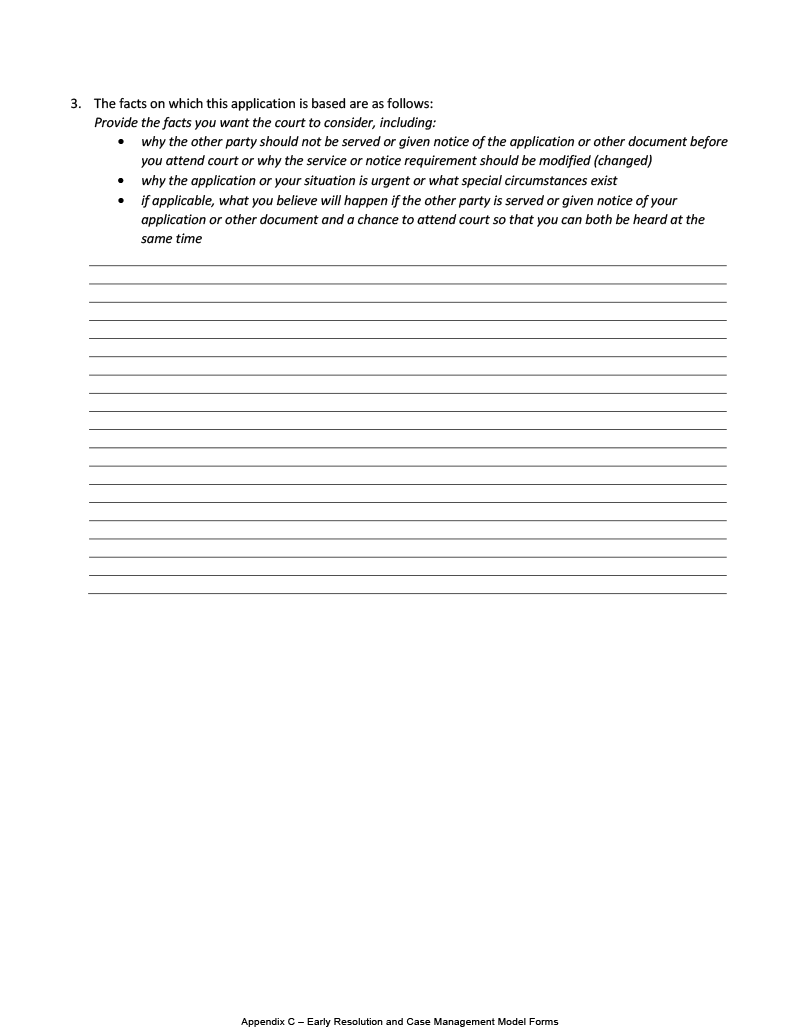 3. The facts on which this application is based are as follows:
Provide the facts you want the court to consider, including:
• why the other party should not be served or given notice of the application or other document before
you attend court or why the service or notice requirement should be modified (changed)
• why the application or your situation is urgent or what special circumstances exist
• if applicable, what you believe will happen if the other party is served or given notice of your
application or other document and a chance to attend court so that you can both be heard at the
same time
Appendix C – Early Resolution and Case Management Model Forms